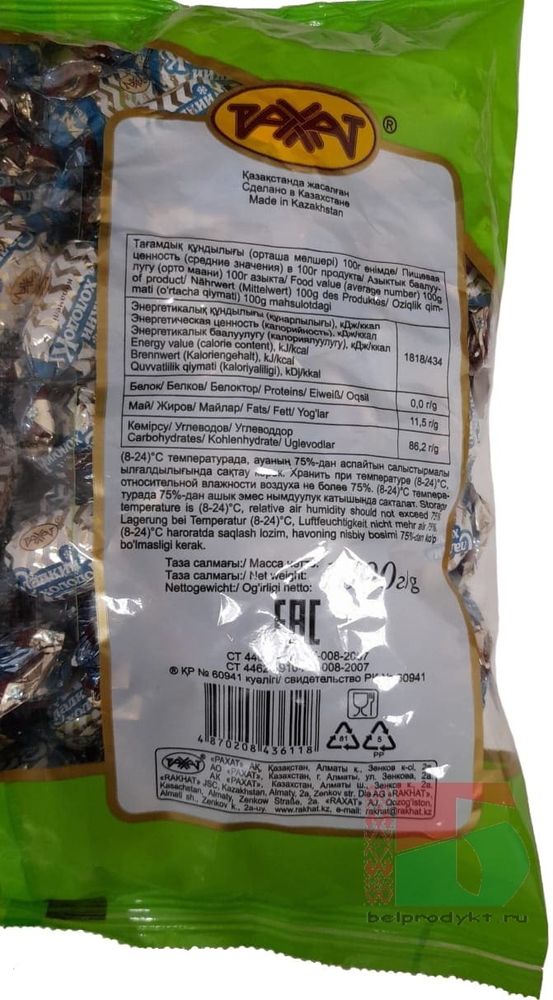 РАХАТ ®
Қазақстанда жасалған
Сделано в Казахстане
Made in Kazakhstan
Тағамдық құндылығы (орташа мөлшері) 100г өнімде/ Пищевая
ценность (средние значения) в 100г продукта/ Азыктык баалуу-
лугу (орто маани) 100г азыкта/ Food value (average number) 100g
of product/ Nährwert (Mittelwert) 100g des Produktes/ Oziqlik qim-
mati (o'rtacha qiymati) 100g mahsulotdagi
Энергетикалық құндылығы (құнарлылығы), кДж/ккал
Энергетическая ценность (калорийность), кДж/ккал
Энергетикалык баалуулугу (калориялуулугу), кДж/ккал
Energy value (calorie content), kJ/kcal
Brennwert (Kaloriengehalt), kJ/kcal
Quvvatlilik qiymati (kaloriyaliligi), kDj/kkal
1818/434
Белок/ Белков/ Белоктор/ Proteins/ Eiweiß/ Oqsil
0,0 г/g
Май/ Жиров/ Майлар/ Fats/ Fett/ Yog'lar
11,5 г/g
Көмірсу/ Углеводов/ Углеводдор
Carbohydrates/ Kohlenhydrate/ Uglevodlar
86,2 г/g
(8-24)°С температурада, ауаның 75%-дан аспайтын салыстырмалы
ылғалдылығында сақтау керек. Хранить при температуре (8-24)°С,
относительной влажности воздуха не более 75%. (8-24)°С темпера-
турада 75%-дан ашык эмес нымдуулук катышында сакталат. Storage
temperature is (8-24)°C, relative air humidity should not exceed 75%
Lagerung bei Temperatur (8-24)°C, Luftfeuchtigkeit nicht mehr als 75%.
(8-24)°C haroratda saqlash lozim, havoning nisbiy bosimi 75%-dan ko'p
bo'lmasligi kerak.
Таза салмағы:/ Масса нетто:
Таза салмагы:/ Net weight:
Nettogewicht:/ Og'irligi netto:
г/g
EAC
-008-2007
-008-2007
® ҚР № 60941 куәлігі/ свидетельство РК № 60941
4870208436118
81
5
PP
РАХАТ
«РАХАТ» АҚ, Қазақстан, Алматы қ., Зенков к-сі, 2а.
АО «РАХАТ», Казахстан, г. Алматы, ул. Зенкова, 2а.
АК «РАХАТ», Казакстан, Алматы ш., Зенков к., 2а.
«RAKHAT» JSC, Kazakhstan, Almaty, 2a, Zenkov str. Die AG «RAKHAT»
Kasachstan, Almaty, Zenkow Straße, 2a. «RAXAT» AJ, Qozog'iston,
Almati sh., Zenkov k., 2a-uy. www.rakhat.kz, e-mail: rakhat@rakhat.kz
belprodykt.ru